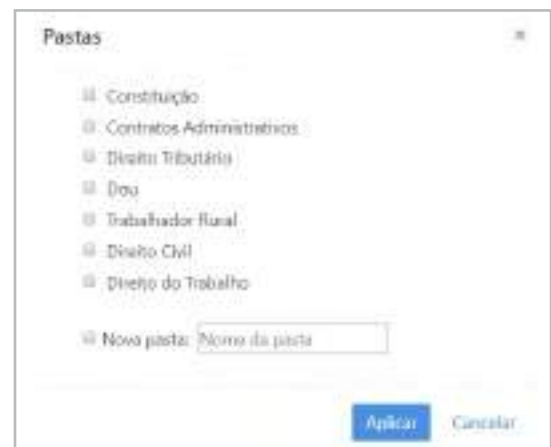 Pastas
Constituição
Contratos Administrativos
Direito Tributário
Dou
Trabalhador Rural
Direito Civil
Direito do Trabalho
Nova pasta: Nome da pasta
Aplicar Cancelar